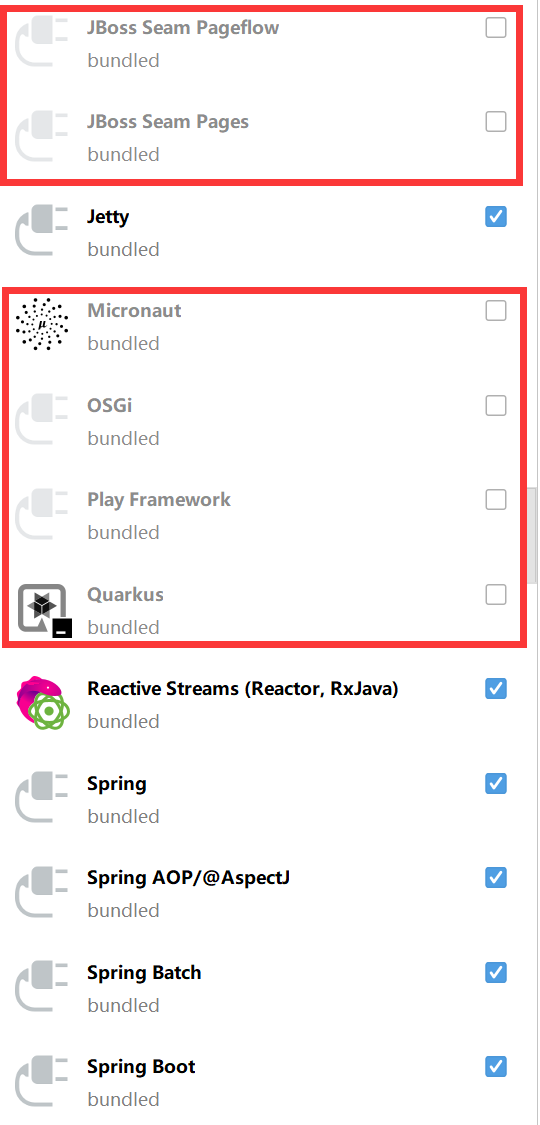 JBoss Seam Pageflow
bundled
JBoss Seam Pages
bundled
Jetty
bundled
μ
Micronaut
bundled
OSGi
bundled
Play Framework
bundled
Quarkus
bundled
Reactive Streams (Reactor, RxJava)
bundled
Spring
bundled
Spring AOP/@AspectJ
bundled
Spring Batch
bundled
Spring Boot
bundled